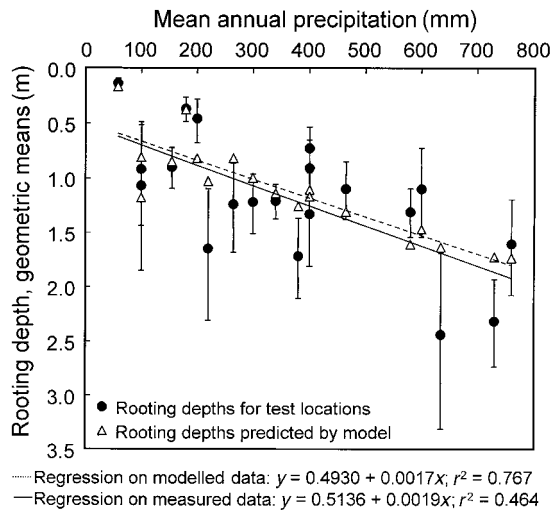 Mean annual precipitation (mm)
0 100 200 300 400 500 600 700 800
Rooting depth, geometric means (m)
0.0
0.5
1.0
1.5
2.0
2.5
3.0
3.5
Rooting depths for test locations
Rooting depths predicted by model
Regression on modelled data: y = 0.4930 + 0.0017x; r² = 0.767
Regression on measured data: y = 0.5136 + 0.0019x; r² = 0.464